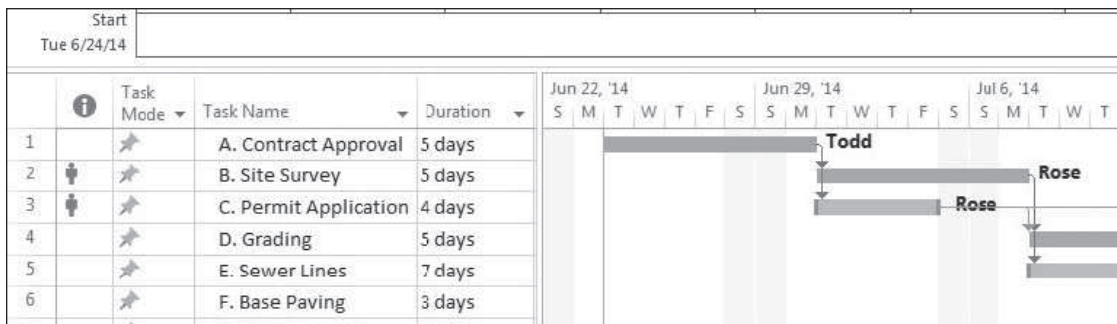 Start
Tue 6/24/14
Task Mode Task Name Duration
Jun 22, '14 Jun 29, '14 Jul 6, '14
S M T W T F S S M T W T F S S M T W T
1 A. Contract Approval 5 days Todd
2 B. Site Survey 5 days Rose
3 C. Permit Application 4 days Rose
4 D. Grading 5 days
5 E. Sewer Lines 7 days
6 F. Base Paving 3 days